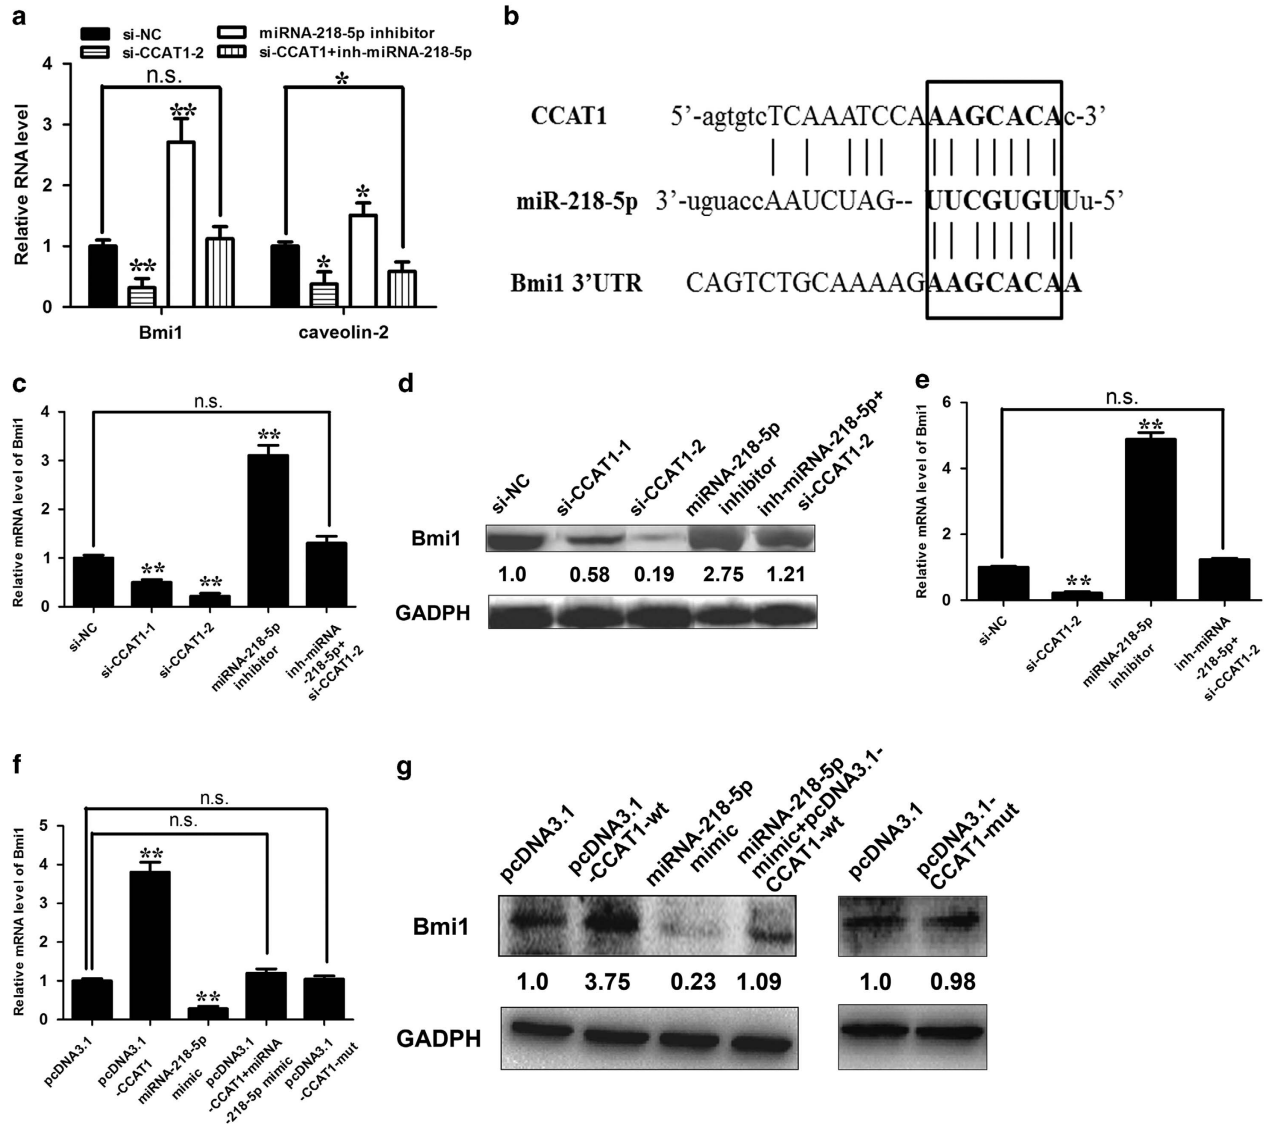 a
si-NC
miRNA-218-5p inhibitor
si-CCAT1-2
si-CCAT1+inh-miRNA-218-5p
Relative RNA level
4
3
2
1
0
n.s.
*
**
**
*
*
Bmi1
caveolin-2
b
CCAT1 5’-agtgtcTCAAATCCAAAGCACAc-3’
miR-218-5p 3’-uguaccAAUCUAG-- UUCGUGUUu-5’
Bmi1 3’UTR CAGTCTGCAAAAGAAGCACAA
c
Relative mRNA level of Bmi1
4
3
2
1
0
n.s.
**
**
**
si-NC
si-CCAT1-1
si-CCAT1-2
miRNA-218-5p
inhibitor
inh-miRNA
-218-5p+
si-CCAT1-2
d
si-NC
si-CCAT1-1
si-CCAT1-2
miRNA-218-5p
inhibitor
inh-miRNA-218-5p+
si-CCAT1-2
Bmi1
1.0 0.58 0.19 2.75 1.21
GADPH
e
Relative mRNA level of Bmi1
6
4
2
0
n.s.
**
**
si-NC
si-CCAT1-2
miRNA-218-5p
inhibitor
inh-miRNA
-218-5p+
si-CCAT1-2
f
Relative mRNA level of Bmi1
5
4
3
2
1
0
n.s.
n.s.
**
**
pcDNA3.1
pcDNA3.1
-CCAT1
miRNA-218-5p
mimic
pcDNA3.1
-CCAT1+miRNA
-218-5p mimic
pcDNA3.1
-CCAT1-mut
g
pcDNA3.1
pcDNA3.1
-CCAT1-wt
miRNA-218-5p
mimic
miRNA-218-5p
mimic+pcDNA3.1-
CCAT1-wt
pcDNA3.1
pcDNA3.1-
CCAT1-mut
Bmi1
1.0 3.75 0.23 1.09 1.0 0.98
GADPH